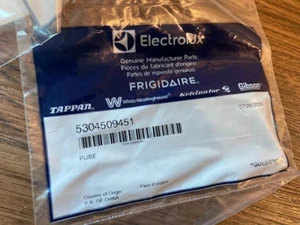 Electrolux
Genuine Manufacturer Parts
Pièces du fabricant d'origine
Partes de repuesto genuinas
FRIGIDAIRE
TAPPAN White-Westinghouse Kelvinator Gibson
5304509451
FUSE
Country of Origin
P.R. OF CHINA